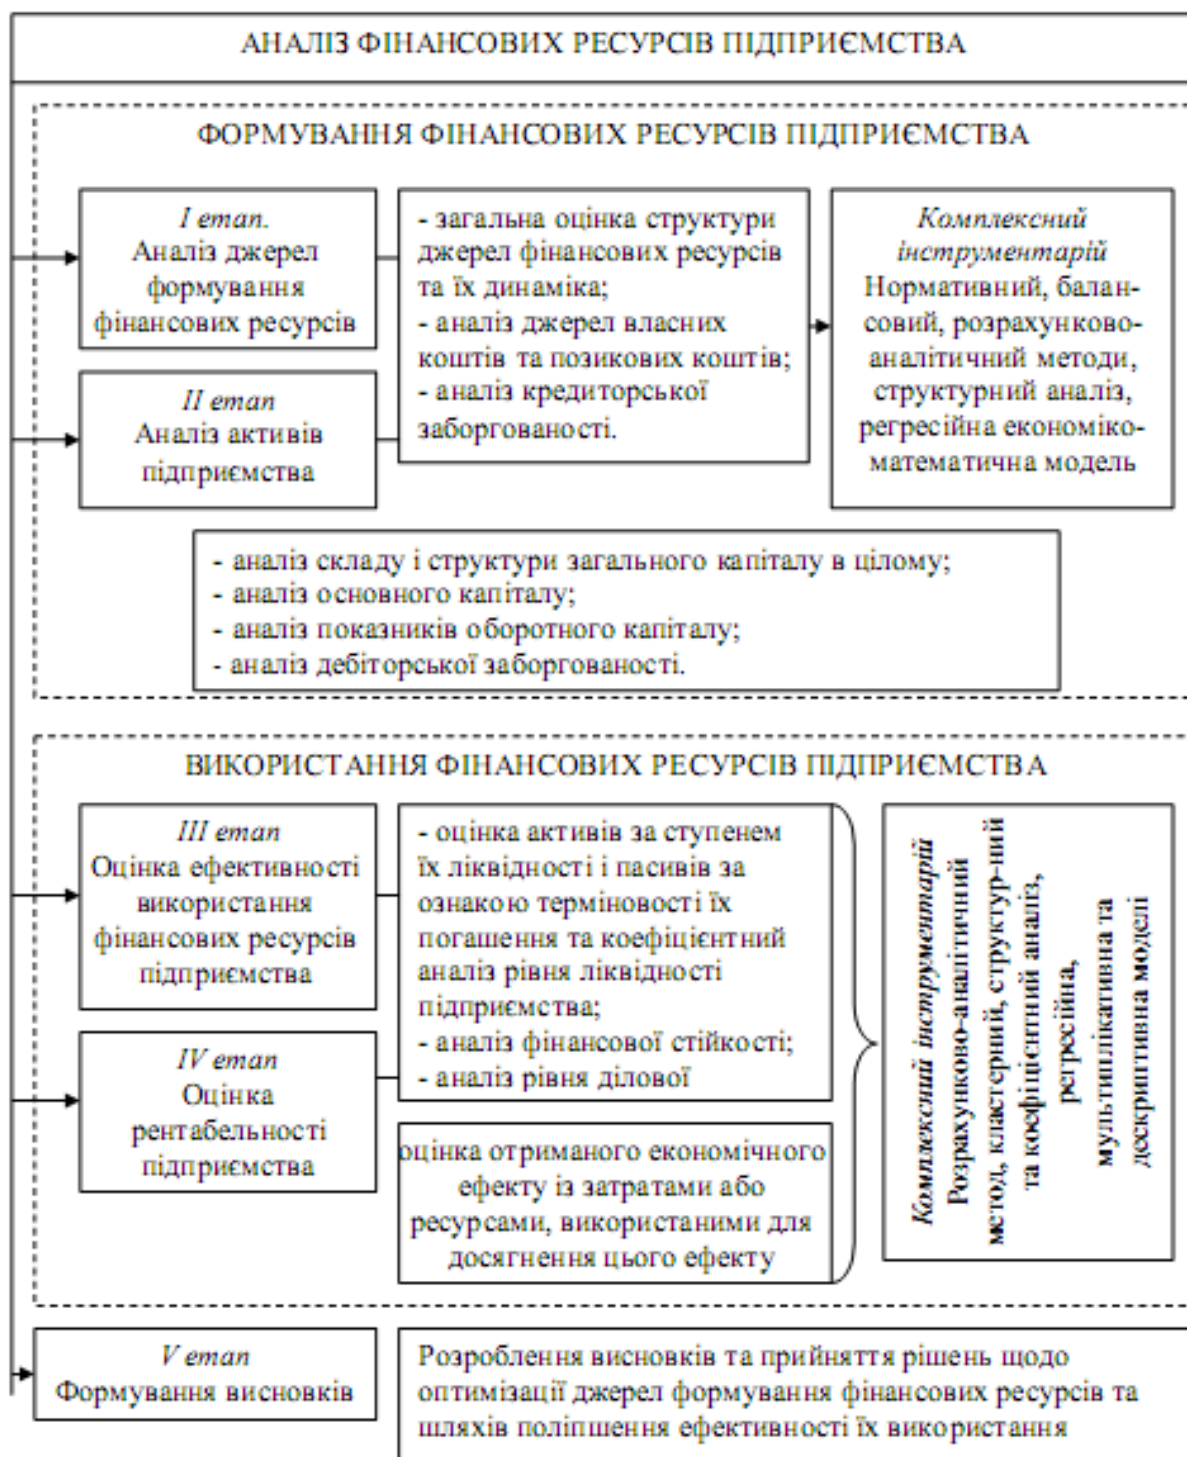 АНАЛІЗ ФІНАНСОВИХ РЕСУРСІВ ПІДПРИЄМСТВА
ФОРМУВАННЯ ФІНАНСОВИХ РЕСУРСІВ ПІДПРИЄМСТВА
I етап.
Аналіз джерел
формування
фінансових ресурсів
- загальна оцінка структури
джерел фінансових ресурсів
та їх динаміка;
- аналіз джерел власних
коштів та позикових коштів;
- аналіз кредиторської
заборгованості.
Комплексний
інструментарій
Нормативний, балан-
совий, розрахунково-
аналітичний методи,
структурний аналіз,
регресійна економіко-
математична модель
II етап
Аналіз активів
підприємства
- аналіз складу і структури загального капіталу в цілому;
- аналіз основного капіталу;
- аналіз показників оборотного капіталу;
- аналіз дебіторської заборгованості.
ВИКОРИСТАННЯ ФІНАНСОВИХ РЕСУРСІВ ПІДПРИЄМСТВА
III етап
Оцінка ефективності
використання
фінансових ресурсів
підприємства
- оцінка активів за ступенем
їх ліквідності і пасивів за
ознакою терміновості їх
погашення та коефіцієнтний
аналіз рівня ліквідності
підприємства;
- аналіз фінансової стійкості;
- аналіз рівня ділової
Комплексний інструментарій
Розрахунково-аналітичний
метод, кластерний, структур-ний
та коефіцієнтний аналіз,
регресійна,
мультиплікативна та
дескриптивна моделі
IV етап
Оцінка
рентабельності
підприємства
оцінка отриманого економічного
ефекту із затратами або
ресурсами, використаними для
досягнення цього ефекту
V етап
Формування висновків
Розроблення висновків та прийняття рішень щодо
оптимізації джерел формування фінансових ресурсів та
шляхів поліпшення ефективності їх використання